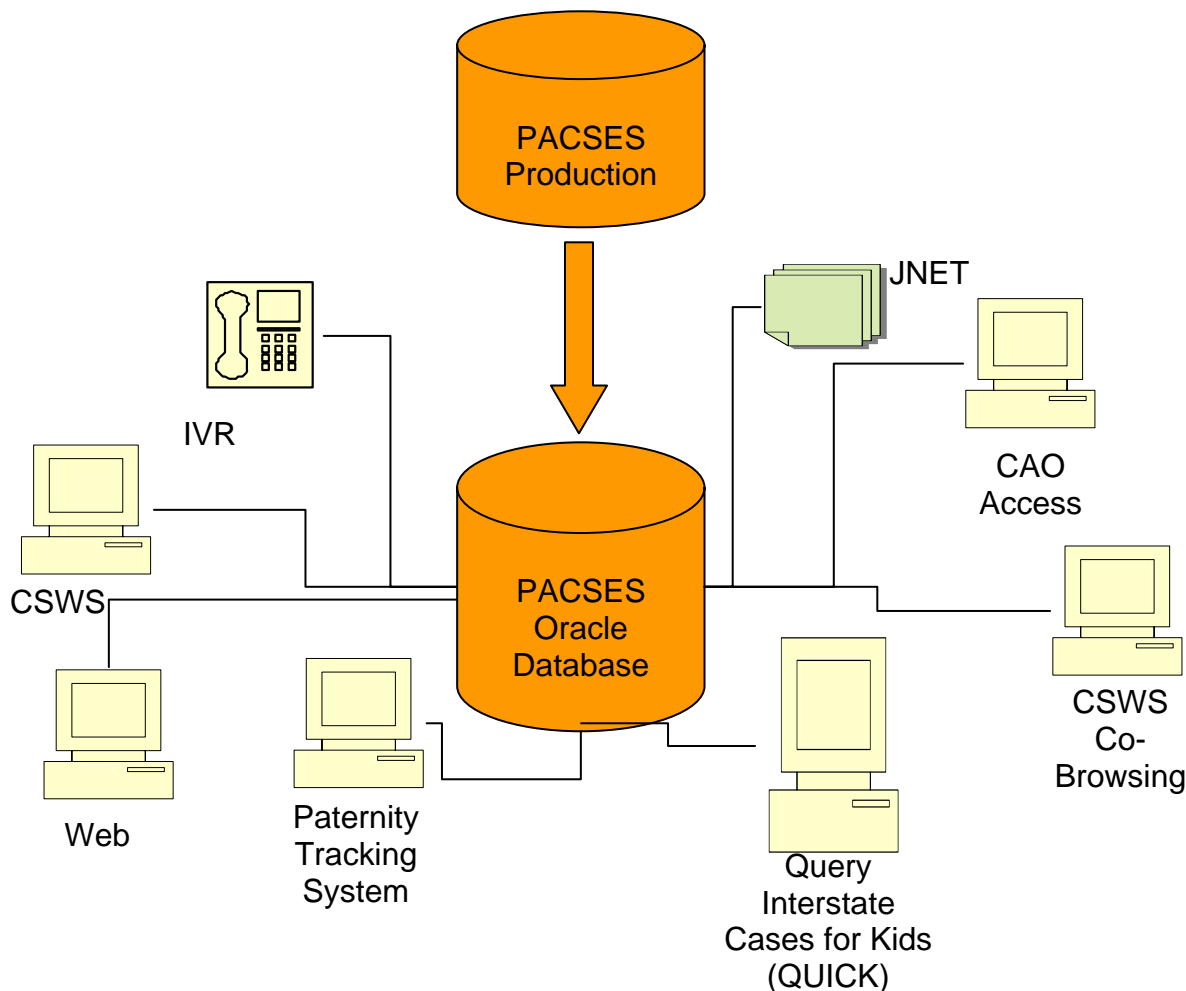 PACSES
Production
JNET
IVR
CAO
Access
CSWS
PACSES
Oracle
Database
CSWS
Co-
Browsing
Web
Paternity
Tracking
System
Query
Interstate
Cases for Kids
(QUICK)